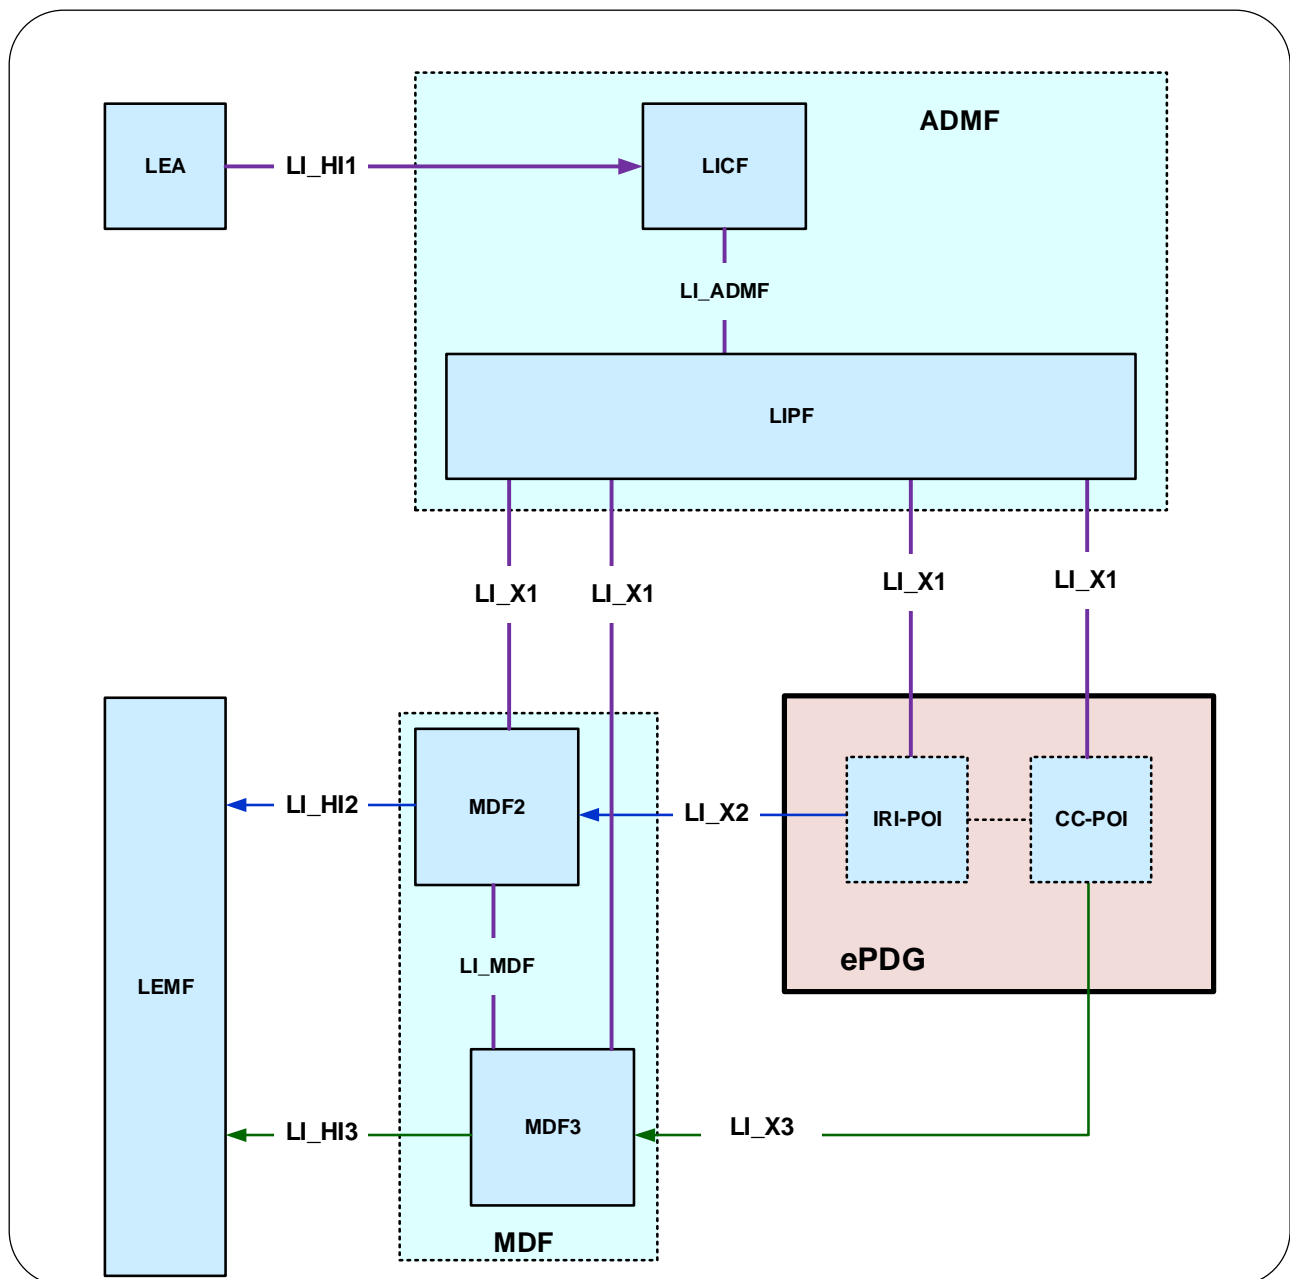 ADMF
LEA
LI_HI1
LICF
LI_ADMF
LIPF
LI_X1
LI_X1
LI_X1
LI_X1
LI_HI2
MDF2
LI_X2
IRI-POI
CC-POI
LI_MDF
ePDG
LEMF
LI_HI3
MDF3
LI_X3
MDF